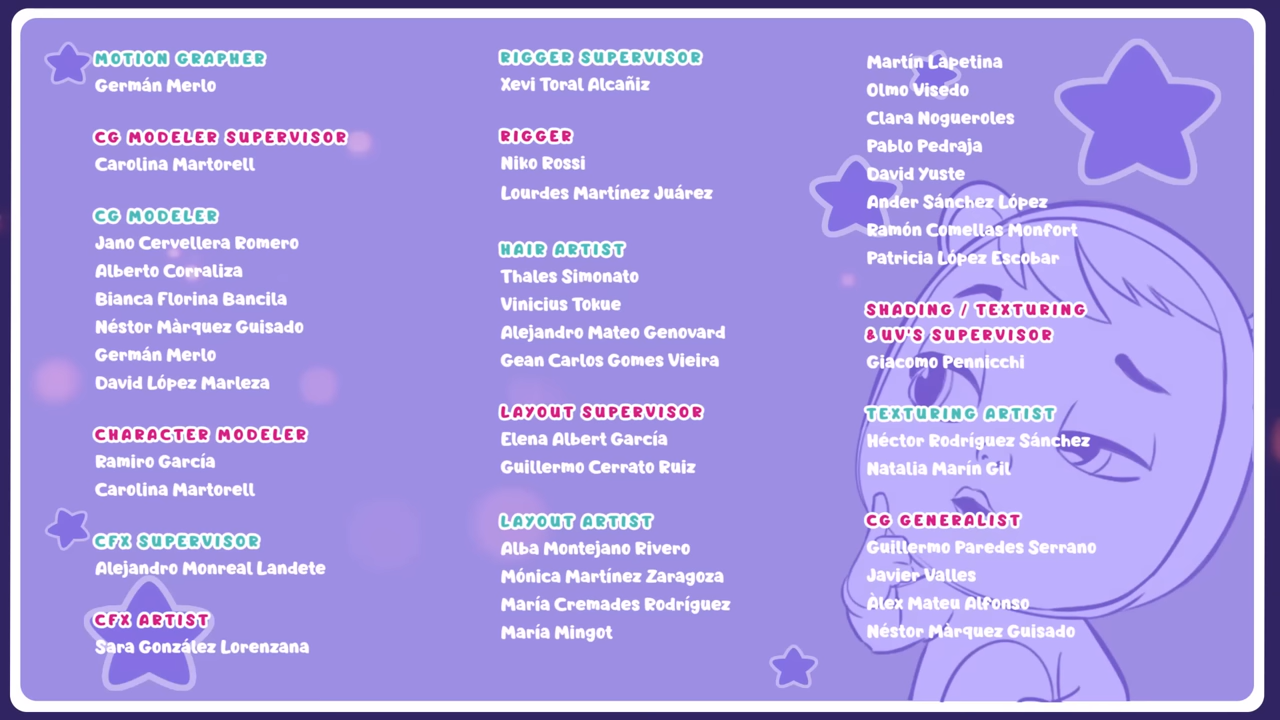 MOTION GRAPHER
Germán Merlo
CG MODELER SUPERVISOR
Carolina Martorell
CG MODELER
Jano Cervellera Romero
Alberto Corraliza
Bianca Florina Bancila
Néstor Màrquez Guisado
Germán Merlo
David López Marleza
CHARACTER MODELER
Ramiro García
Carolina Martorell
CFX SUPERVISOR
Alejandro Monreal Landete
CFX ARTIST
Sara González Lorenzana
RIGGER SUPERVISOR
Xevi Toral Alcañiz
RIGGER
Niko Rossi
Lourdes Martínez Juárez
HAIR ARTIST
Thales Simonato
Vinicius Tokue
Alejandro Mateo Genovard
Gean Carlos Gomes Vieira
LAYOUT SUPERVISOR
Elena Albert García
Guillermo Cerrato Ruiz
LAYOUT ARTIST
Alba Montejano Rivero
Mónica Martínez Zaragoza
María Cremades Rodríguez
María Mingot
Martín Lapetina
Olmo Visedo
Clara Nogueroles
Pablo Pedraja
David Yuste
Ander Sánchez López
Ramón Comellas Monfort
Patricia López Escobar
SHADING / TEXTURING
& UV'S SUPERVISOR
Giacomo Pennicchi
TEXTURING ARTIST
Héctor Rodríguez Sánchez
Natalia Marín Gil
CG GENERALIST
Guillermo Paredes Serrano
Javier Valles
Àlex Mateu Alfonso
Néstor Màrquez Guisado